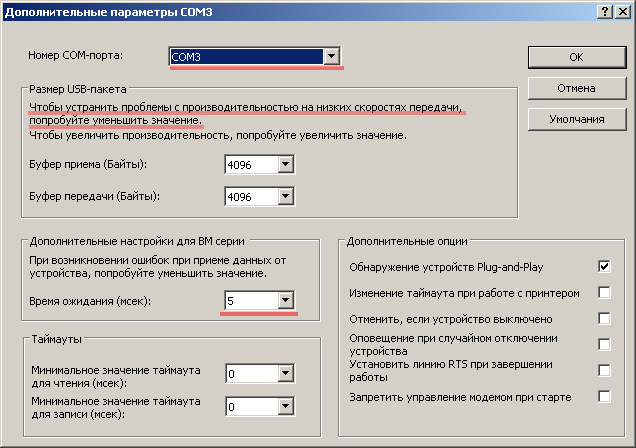 Дополнительные параметры COM3
Номер COM-порта:
COM3
OK
Отмена
Умолчания
Размер USB-пакета
Чтобы устранить проблемы с производительностью на низких скоростях передачи,
попробуйте уменьшить значение.
Чтобы увеличить производительность, попробуйте увеличить значение.
Буфер приема (Байты):
4096
Буфер передачи (Байты):
4096
Дополнительные настройки для BM серии
При возникновении ошибок при приеме данных от
устройства, попробуйте уменьшить значение.
Время ожидания (мсек):
5
Таймауты
Минимальное значение таймаута
для чтения (мсек):
0
Минимальное значение таймаута
для записи (мсек):
0
Дополнительные опции
Обнаружение устройств Plug-and-Play
Изменение таймаута при работе с принтером
Отменить, если устройство выключено
Оповещение при случайном отключении
устройства
Установить линию RTS при завершении
работы
Запретить управление модемом при старте